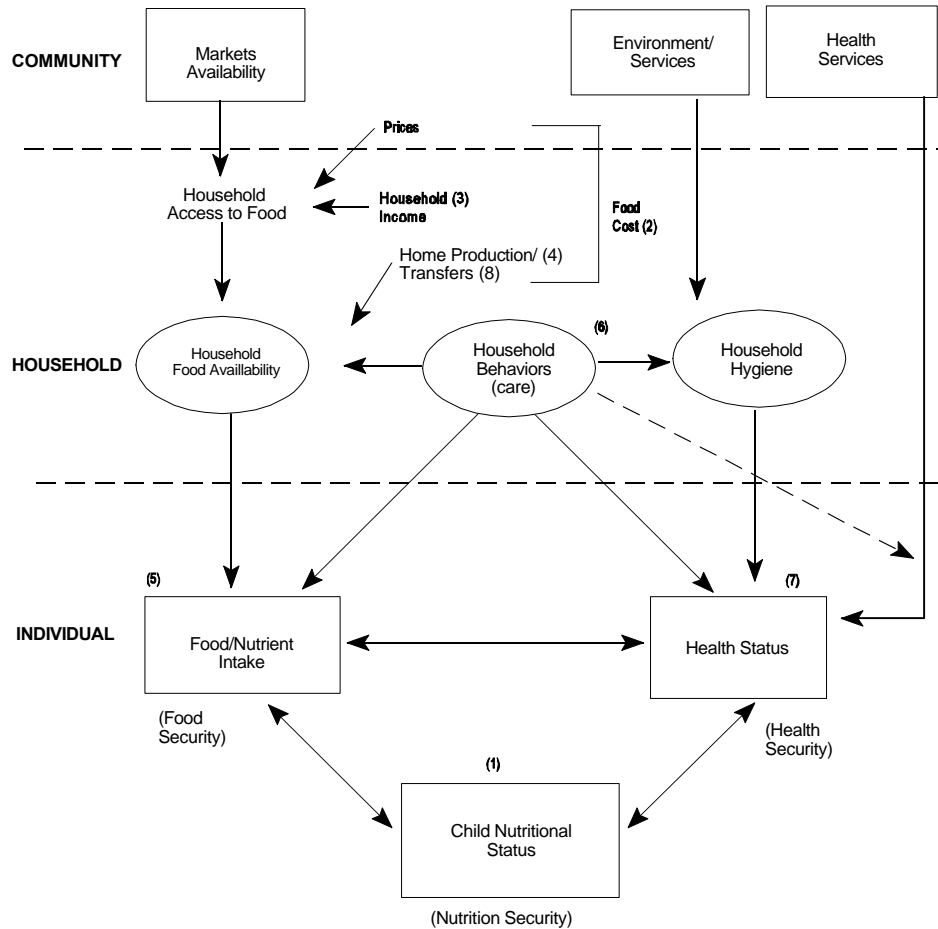 COMMUNITY
Markets
Availability
Environment/
Services
Health
Services
Prices
Household
Access to Food
Household (3)
Income
Food
Cost (2)
Home Production/ (4)
Transfers (8)
HOUSEHOLD
Household
Food Availlability
Household
Behaviors
(care)
(6)
Household
Hygiene
INDIVIDUAL
(5)
Food/Nutrient
Intake
(7)
Health Status
(Food
Security)
(Health
Security)
(1)
Child Nutritional
Status
(Nutrition Security)